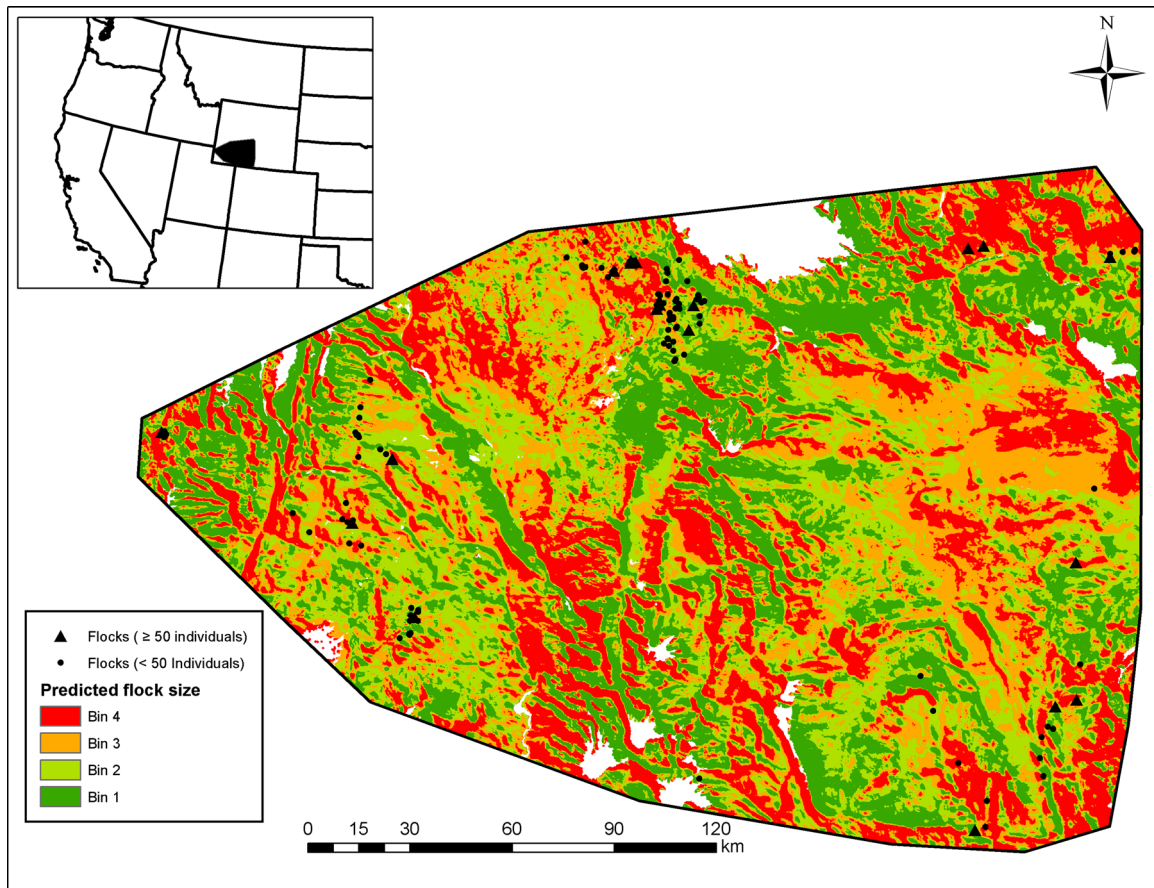 N
Flocks ( ≥ 50 individuals)
Flocks (< 50 Individuals)
Predicted flock size
Bin 4
Bin 3
Bin 2
Bin 1
0 15 30 60 90 120
km